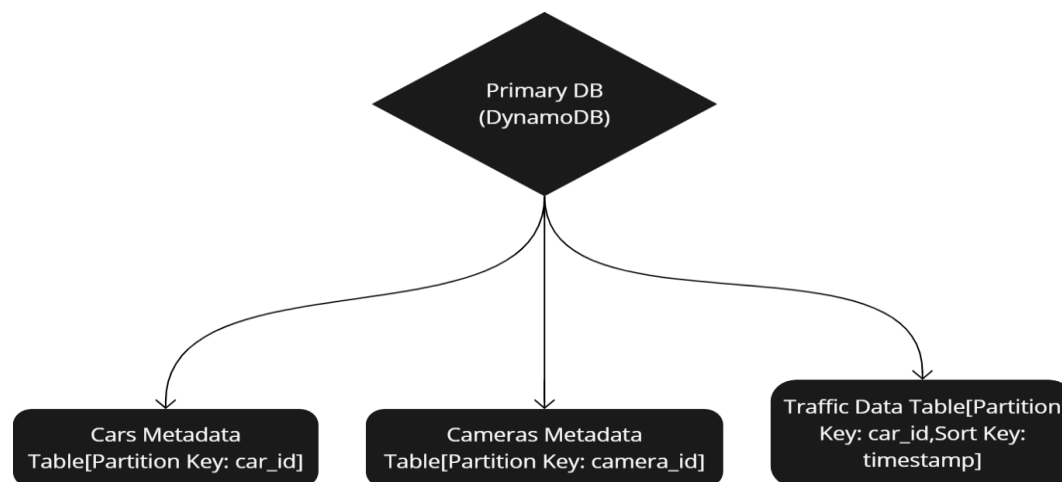 Primary DB
(DynamoDB)
Cars Metadata
Table[Partition Key: car_id]
Cameras Metadata
Table[Partition Key: camera_id]
Traffic Data Table[Partition
Key: car_id,Sort Key:
timestamp]